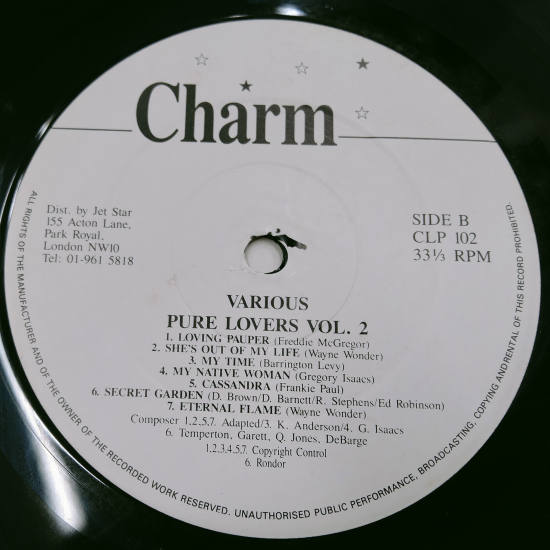 Charm
Dist. by Jet Star
155 Acton Lane,
Park Royal,
London NW10
Tel: 01-961 5818
SIDE B
CLP 102
33⅓ RPM
VARIOUS
PURE LOVERS VOL. 2
1. LOVING PAUPER (Freddie McGregor)
2. SHE'S OUT OF MY LIFE (Wayne Wonder)
3. MY TIME (Barrington Levy)
4. MY NATIVE WOMAN (Gregory Isaacs)
5. CASSANDRA (Frankie Paul)
6. SECRET GARDEN (D. Brown/D. Barnett/R. Stephens/Ed Robinson)
7. ETERNAL FLAME (Wayne Wonder)
Composer 1,2,5,7. Adapted/3. K. Anderson/4. G. Isaacs
6. Temperton, Garett, Q. Jones, DeBarge
1,2,3,4,5,7. Copyright Control
6. Rondor
ALL RIGHTS OF THE MANUFACTURER AND OF THE OWNER OF THE RECORDED WORK RESERVED. UNAUTHORISED PUBLIC PERFORMANCE, BROADCASTING, COPYING AND RENTAL OF THIS RECORD PROHIBITED.